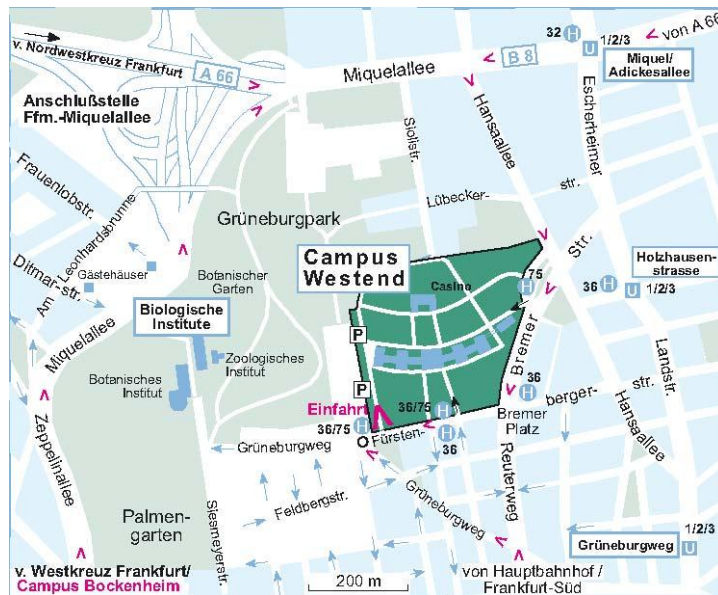 v. Nordwestkreuz Frankfurt
A 66
Anschlußstelle
Ffm.-Miquelallee
Miquelallee
B 8
32 H
U 1/2/3
von A 66
Miquel/
Adickesallee
Hansaallee
Escherheimer
Siolistr.
Frauenlobstr.
Am Leonhardsbrunne
Ditmar-str.
Gästehäuser
Grüneburgpark
Lübecker-
str.
Str.
Campus
Westend
Botanischer
Garten
Casino
75
H
Holzhausen-
strasse
36 H
U 1/2/3
Biologische
Institute
Miquelallee
Zoologisches
Institut
Botanisches
Institut
P
P
Bremer
Landstr.
Einfahrt
36/75 H
36/75
H
36
H
berger-
str.
Bremer
Platz
Hansaallee
Fürsten-
H
36
Zeppelinallee
Grüneburgweg
Feldbergstr.
Siesmeyerstr.
Palmen-
garten
Grüneburgweg
Reuterweg
1/2/3
Grüneburgweg U
v. Westkreuz Frankfurt/
Campus Bockenheim
200 m
von Hauptbahnhof /
Frankfurt-Süd